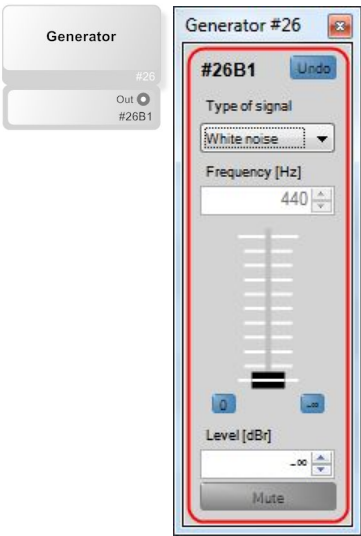 Generator
#26
Out
#26B1
Generator #26
x
#26B1
Undo
Type of signal
White noise
Frequency [Hz]
440
0
-∞
Level [dBr]
-∞
Mute